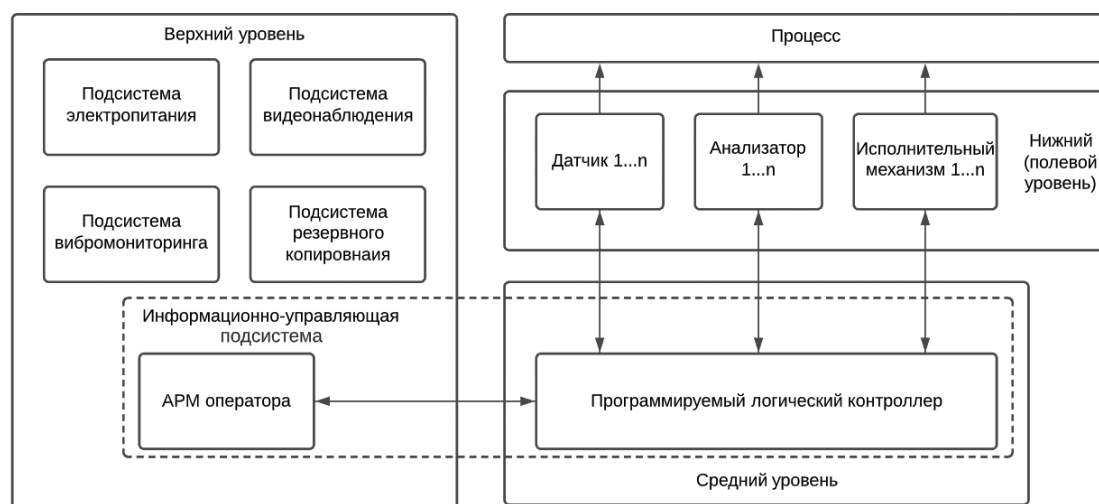 Верхний уровень
Подсистема
электропитания
Подсистема
видеонаблюдения
Подсистема
вибромониторинга
Подсистема
резервного
копировнаия
Информационно-управляющая
подсистема
АРМ оператора
Процесс
Датчик 1...n
Анализатор
1...n
Исполнительный
механизм 1...n
Нижний
(полевой
уровень)
Программируемый логический контроллер
Средний уровень